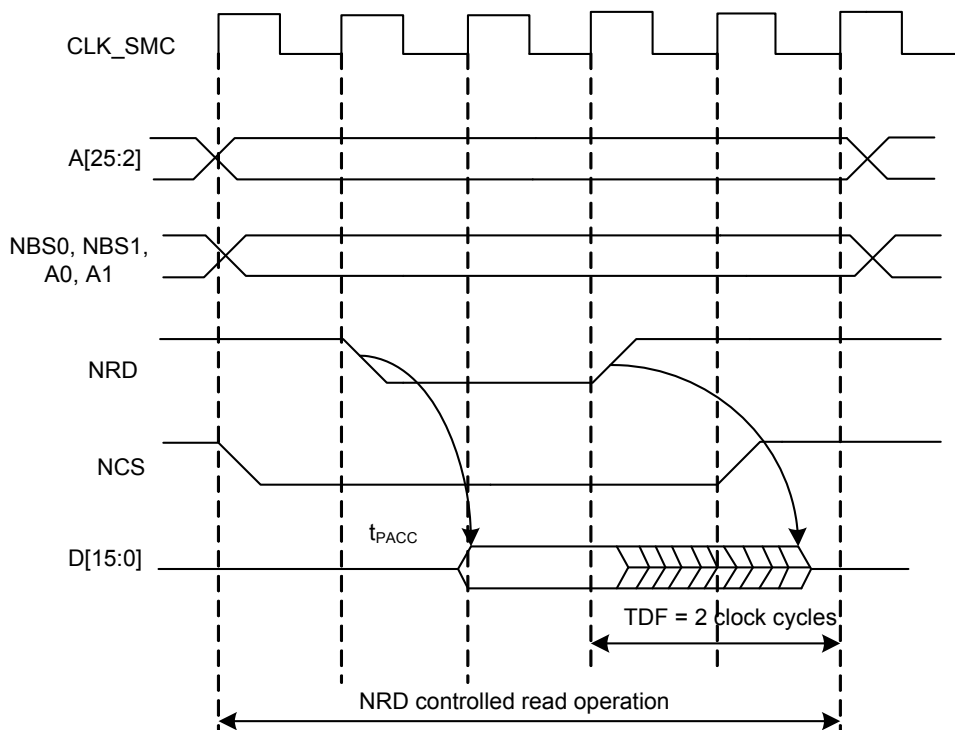 CLK_SMC
A[25:2]
NBS0, NBS1,
A0, A1
NRD
NCS
tPACC
D[15:0]
TDF = 2 clock cycles
NRD controlled read operation